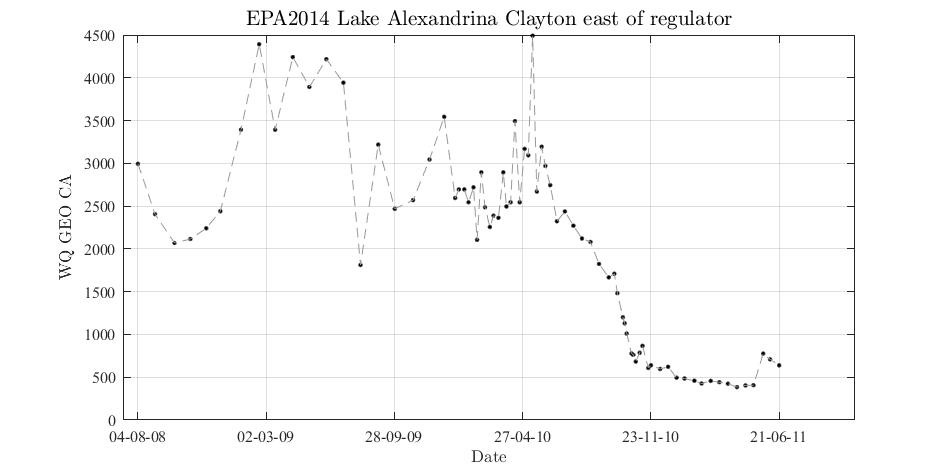 EPA2014 Lake Alexandrina Clayton east of regulator
WQ GEO CA
4500
4000
3500
3000
2500
2000
1500
1000
500
0
04-08-08 02-03-09 28-09-09 27-04-10 23-11-10 21-06-11
Date